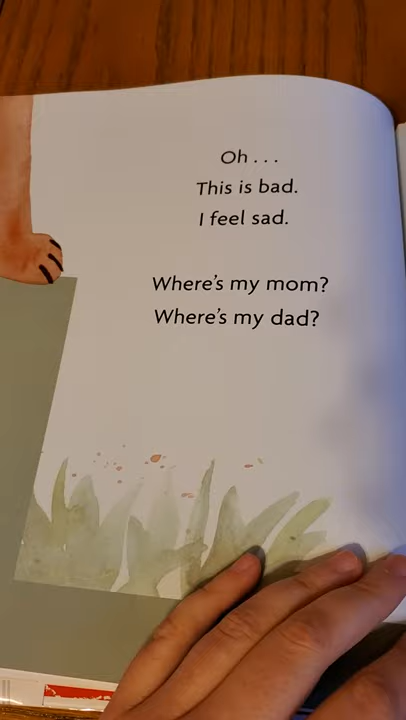 Oh . . .
This is bad.
I feel sad.
Where's my mom?
Where's my dad?